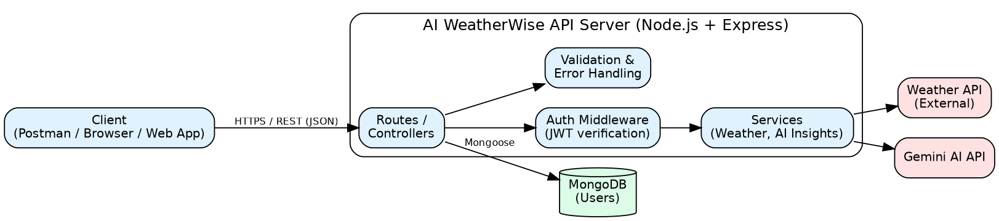 AI WeatherWise API Server (Node.js + Express)
Validation &
Error Handling
Weather API
(External)
Client
(Postman / Browser / Web App)
HTTPS / REST (JSON)
Routes /
Controllers
Auth Middleware
(JWT verification)
Services
(Weather, AI Insights)
Mongoose
Gemini AI API
MongoDB
(Users)